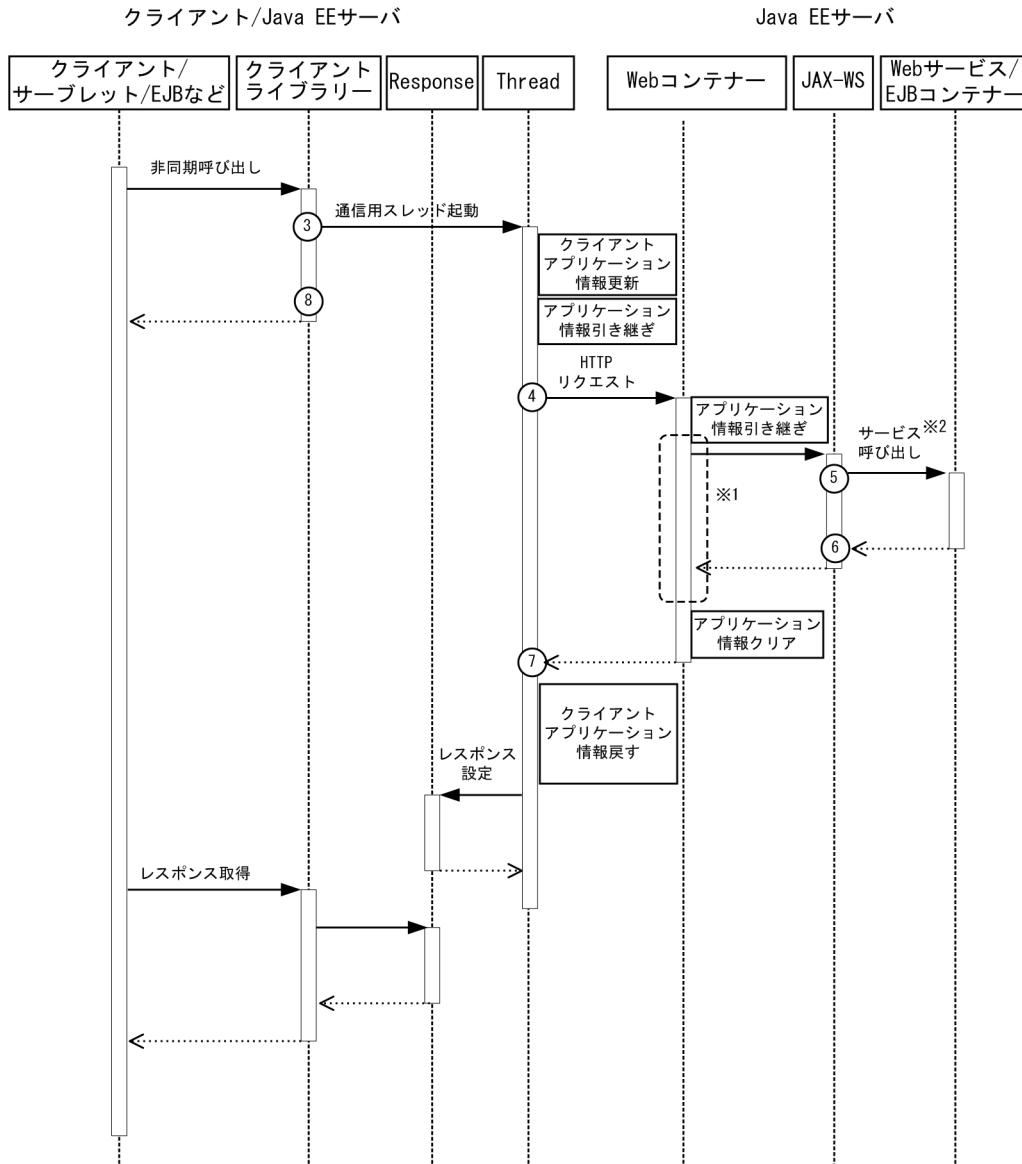 クライアント/Java EEサーバ
Java EEサーバ
クライアント/
サーブレット/EJBなど
クライアント
ライブラリー
Response
Thread
Webコンテナー
JAX-WS
Webサービス/
EJBコンテナー
非同期呼び出し
3
通信用スレッド起動
クライアント
アプリケーション
情報更新
8
アプリケーション
情報引き継ぎ
HTTP
リクエスト
4
アプリケーション
情報引き継ぎ
サービス※2
呼び出し
5
※1
6
アプリケーション
情報クリア
7
クライアント
アプリケーション
情報戻す
レスポンス
設定
レスポンス取得